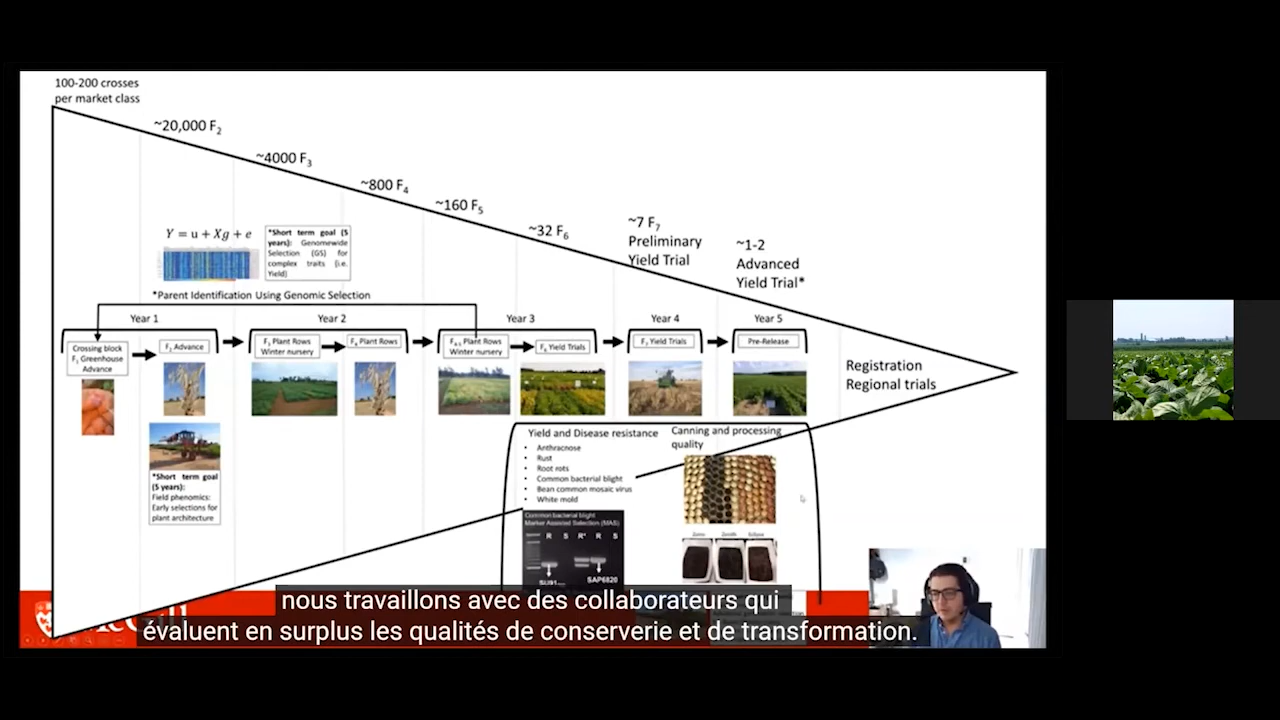 100-200 crosses
per market class
~20,000 F2
~4000 F3
~800 F4
~160 F5
~32 F6
~7 F7
Preliminary
Yield Trial
~1-2
Advanced
Yield Trial*
Y = u + Xg + e
*Short term goal (5
years): Genomewide
Selection (GS) for
complex traits (i.e.
Yield)
*Parent Identification Using Genomic Selection
Year 1
Year 2
Year 3
Year 4
Year 5
Crossing block
F1 Greenhouse
Advance
F2 Advance
F3 Plant Rows
Winter nursery
F4 Plant Rows
Plant Rows
Winter nursery
F6 Yield Trials
F7 Yield Trials
Pre-Release
Registration
Regional trials
*Short term goal
(5 years):
Field phenomics:
Early selections for
plant architecture
Yield and Disease resistance
• Anthracnose
• Rust
• Root rots
• Common bacterial blight
• Bean common mosaic virus
• White mold
Canning and processing
quality
Common bacterial blight
Marker Assisted Selection (MAS)
R S R* R S
SU91
SAP6820
Zorro Zenith
nous travaillons avec des collaborateurs qui
évaluent en surplus les qualités de conserverie et de transformation.